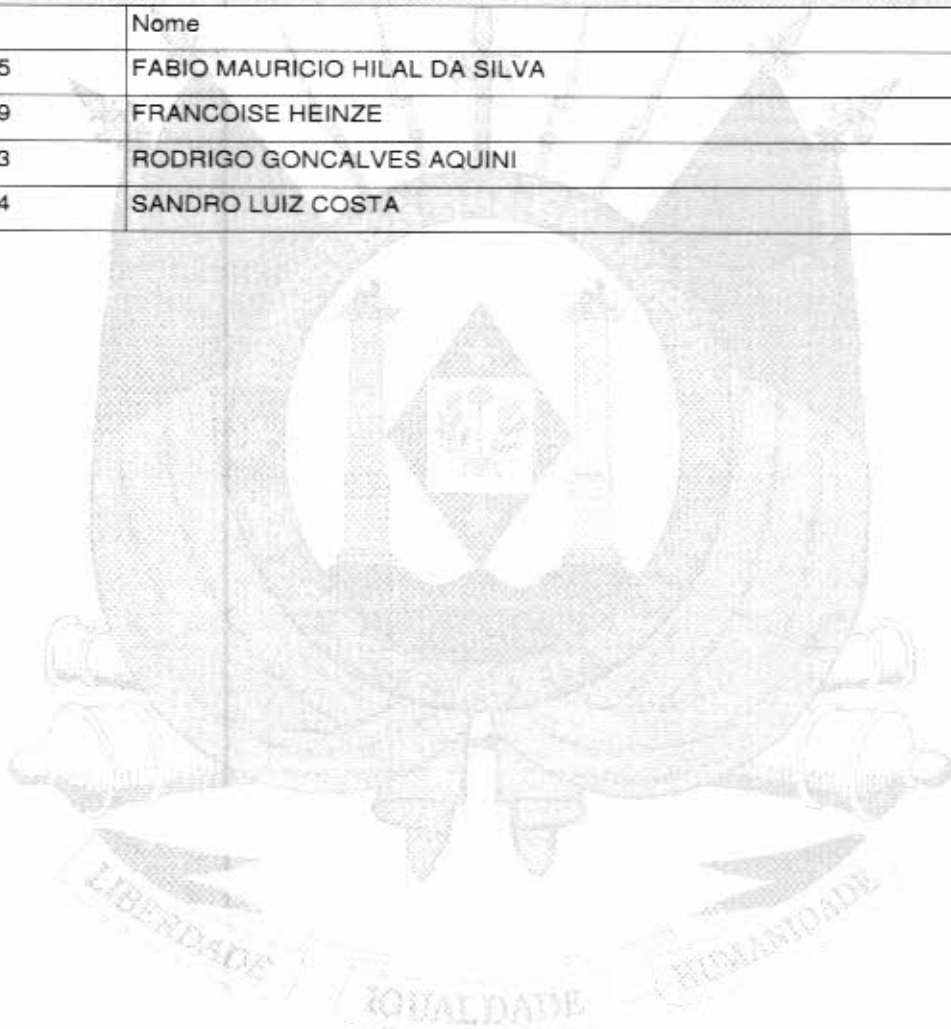 Nome
5 FABIO MAURICIO HILAL DA SILVA
9 FRANCOISE HEINZE
3 RODRIGO GONCALVES AQUINI
4 SANDRO LUIZ COSTA
LIBERDADE IGUALDADE HUMANIDADE